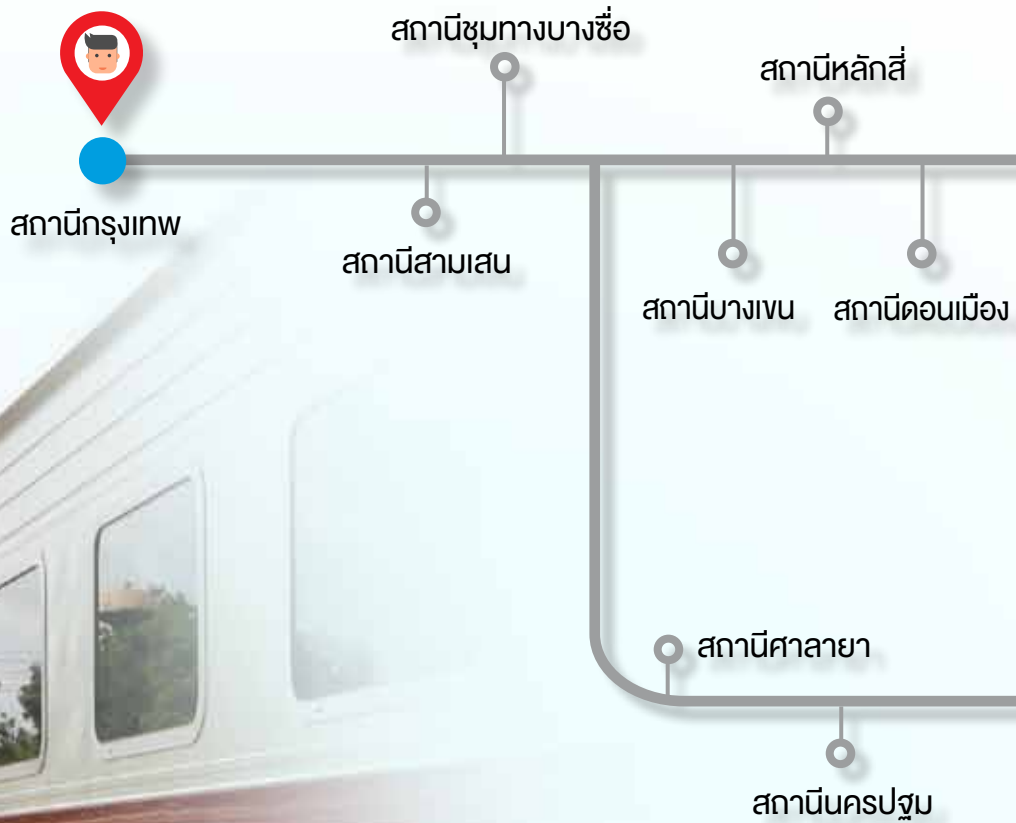 สถานีชุมทางบางซื่อ
สถานีหลักสี่
สถานีกรุงเทพ
สถานีสามเสน
สถานีบางเขน
สถานีดอนเมือง
สถานีศาลายา
สถานีนครปฐม